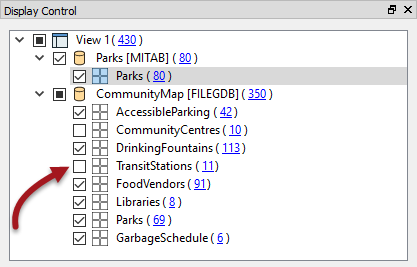 Display Control
View 1 ( 430)
Parks [MITAB] ( 80)
Parks ( 80)
CommunityMap [FILEGDB] ( 350)
AccessibleParking ( 42)
CommunityCentres ( 10)
DrinkingFountains ( 113)
TransitStations ( 11)
FoodVendors ( 91)
Libraries ( 8)
Parks ( 69)
GarbageSchedule ( 6)